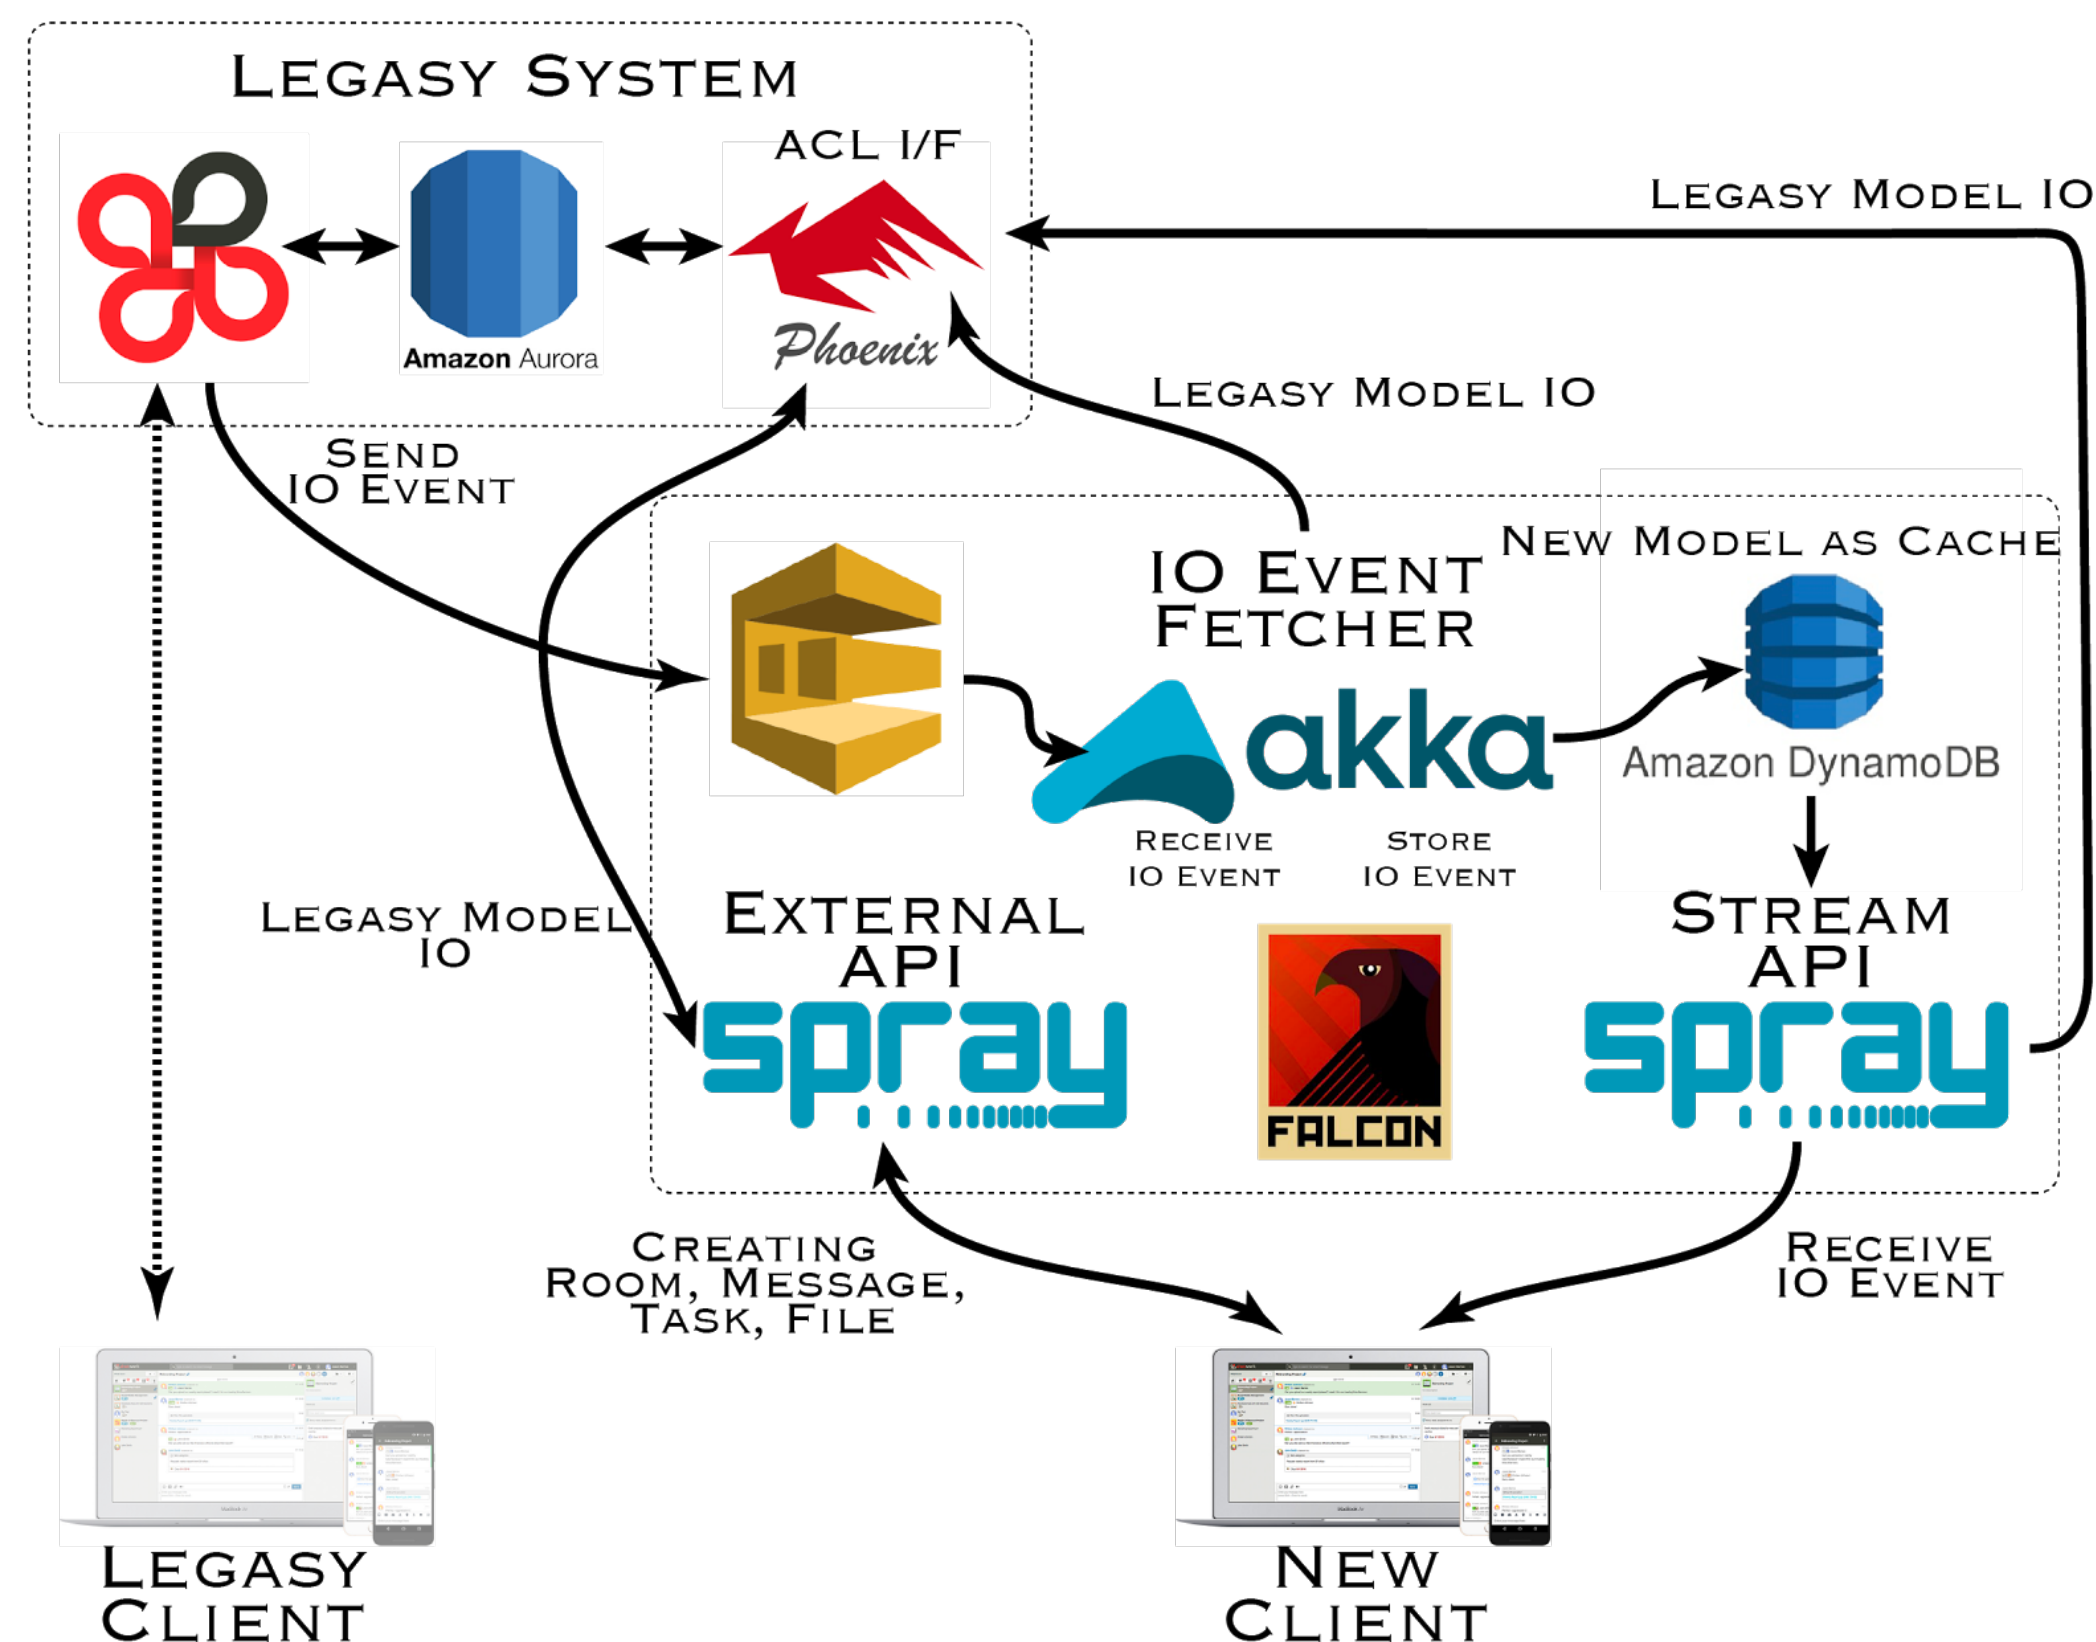 LEGASY SYSTEM
ACL I/F
Amazon Aurora
Phoenix
LEGASY MODEL IO
LEGASY MODEL IO
SEND
IO EVENT
IO EVENT
FETCHER
NEW MODEL AS CACHE
akka
Amazon DynamoDB
RECEIVE
IO EVENT
STORE
IO EVENT
LEGASY MODEL
IO
EXTERNAL
API
spray
FALCON
STREAM
API
spray
CREATING
ROOM, MESSAGE,
TASK, FILE
RECEIVE
IO EVENT
LEGASY
CLIENT
NEW
CLIENT